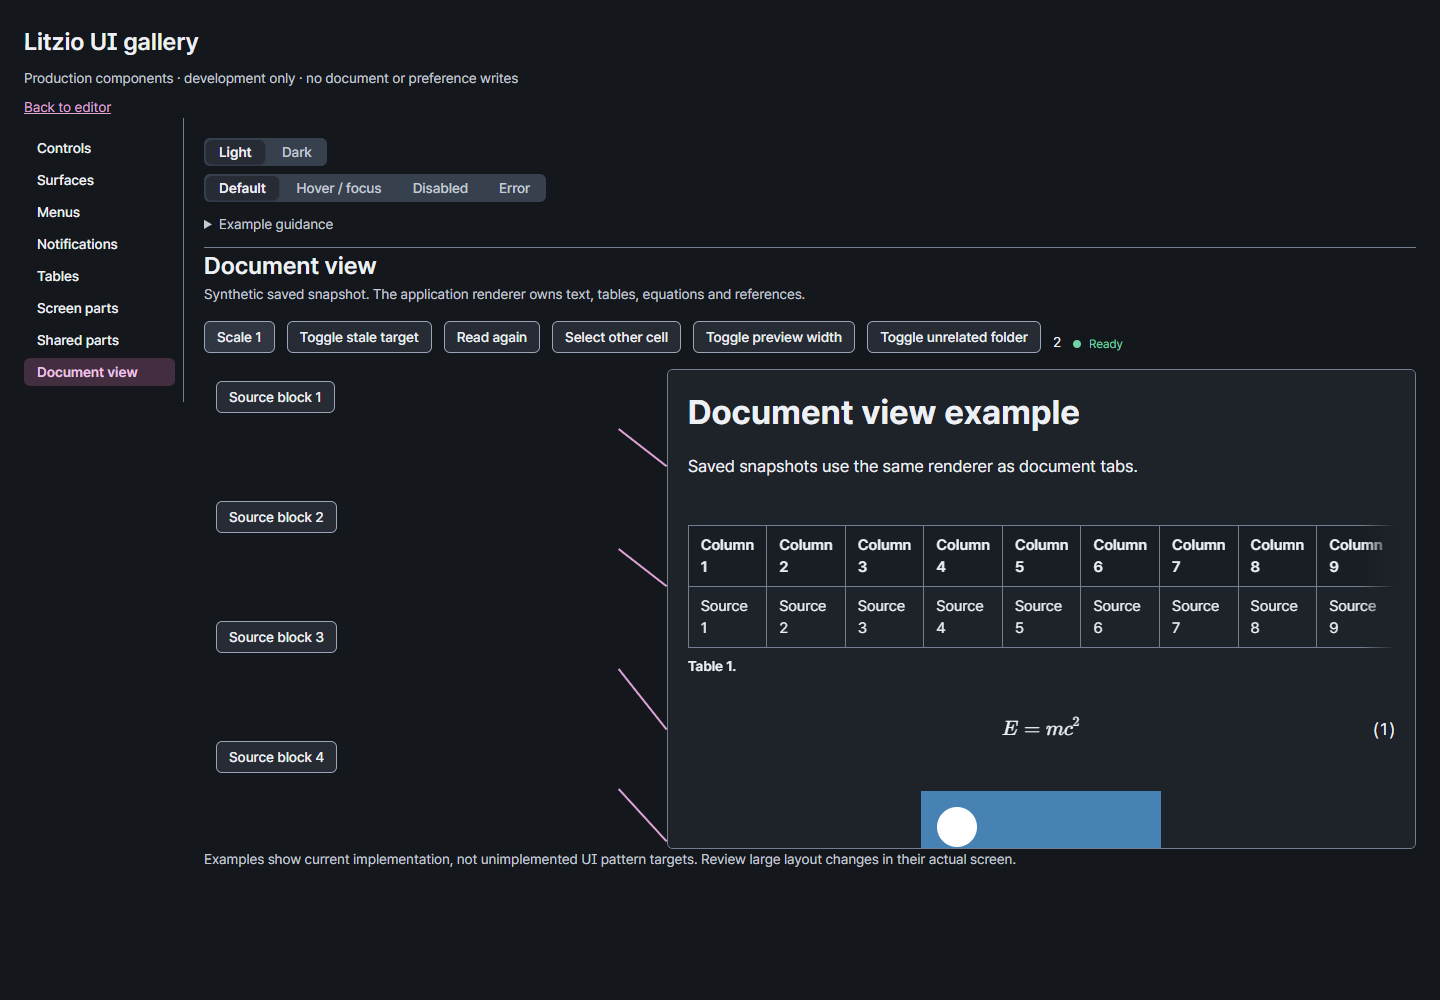 Litzio UI gallery
Production components · development only · no document or preference writes
Back to editor
Controls
Surfaces
Menus
Notifications
Tables
Screen parts
Shared parts
Document view
Light Dark
Default Hover / focus Disabled Error
Example guidance
Document view
Synthetic saved snapshot. The application renderer owns text, tables, equations and references.
Scale 1 Toggle stale target Read again Select other cell Toggle preview width Toggle unrelated folder 2 Ready
Source block 1
Source block 2
Source block 3
Source block 4
Document view example
Saved snapshots use the same renderer as document tabs.
Column 1 Column 2 Column 3 Column 4 Column 5 Column 6 Column 7 Column 8 Column 9
Source 1 Source 2 Source 3 Source 4 Source 5 Source 6 Source 7 Source 8 Source 9
Table 1.
E = mc² (1)
Examples show current implementation, not unimplemented UI pattern targets. Review large layout changes in their actual screen.